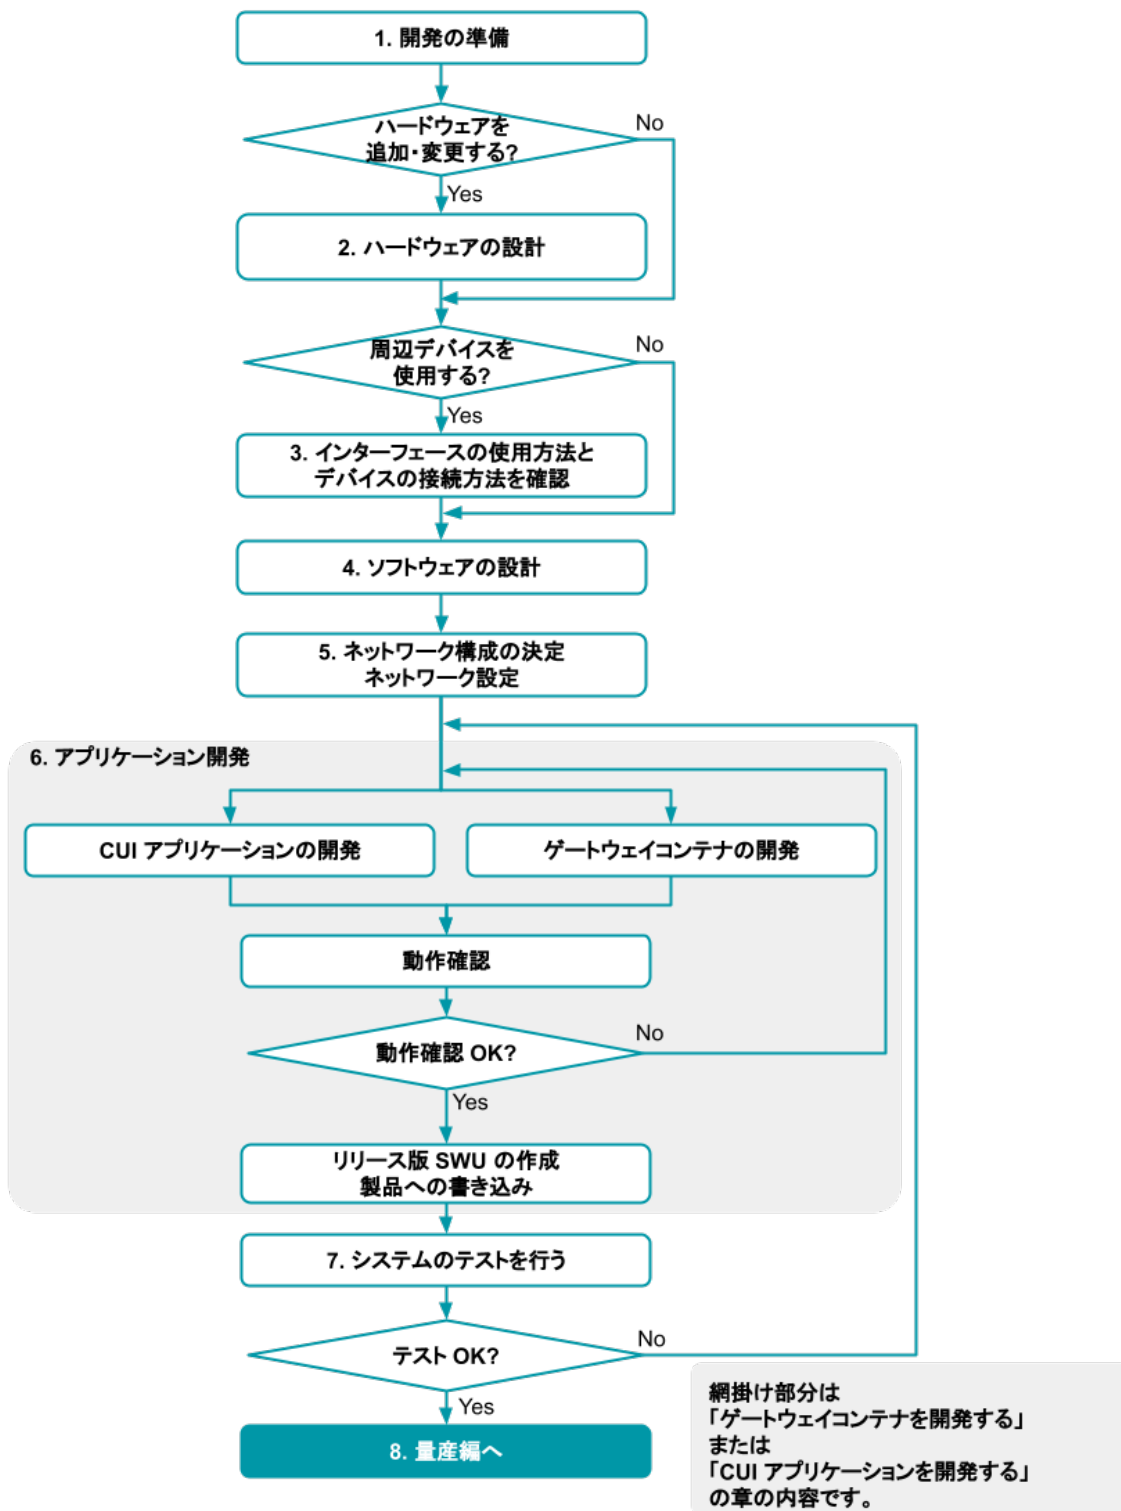 1. 開発の準備
ハードウェアを
追加・変更する?
No
Yes
2. ハードウェアの設計
周辺デバイスを
使用する?
No
Yes
3. インターフェースの使用方法と
デバイスの接続方法を確認
4. ソフトウェアの設計
5. ネットワーク構成の決定
ネットワーク設定
6. アプリケーション開発
CUI アプリケーションの開発
ゲートウェイコンテナの開発
動作確認
動作確認 OK?
No
Yes
リリース版 SWU の作成
製品への書き込み
7. システムのテストを行う
テスト OK?
No
Yes
8. 量産編へ
網掛け部分は
「ゲートウェイコンテナを開発する」
または
「CUI アプリケーションを開発する」
の章の内容です。